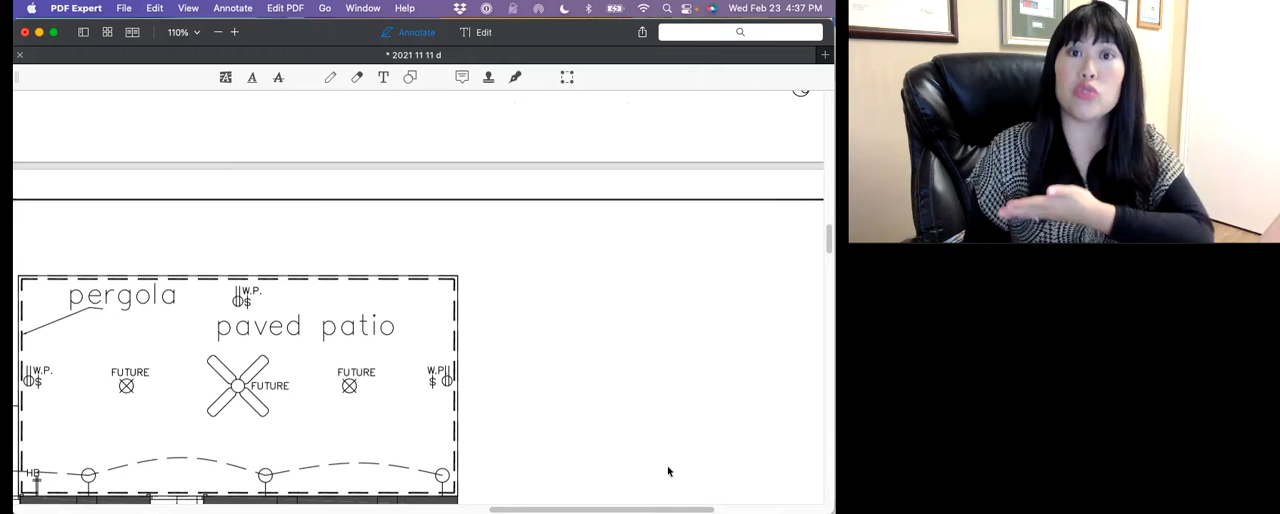 PDF Expert File Edit View Annotate Edit PDF Go Window Help Wed Feb 23 4:37 PM
110% Annotate Edit
* 2021 11 11 d
pergola
W.P.
$
paved patio
W.P.
$
FUTURE
FUTURE
FUTURE
W.P.
$
HB